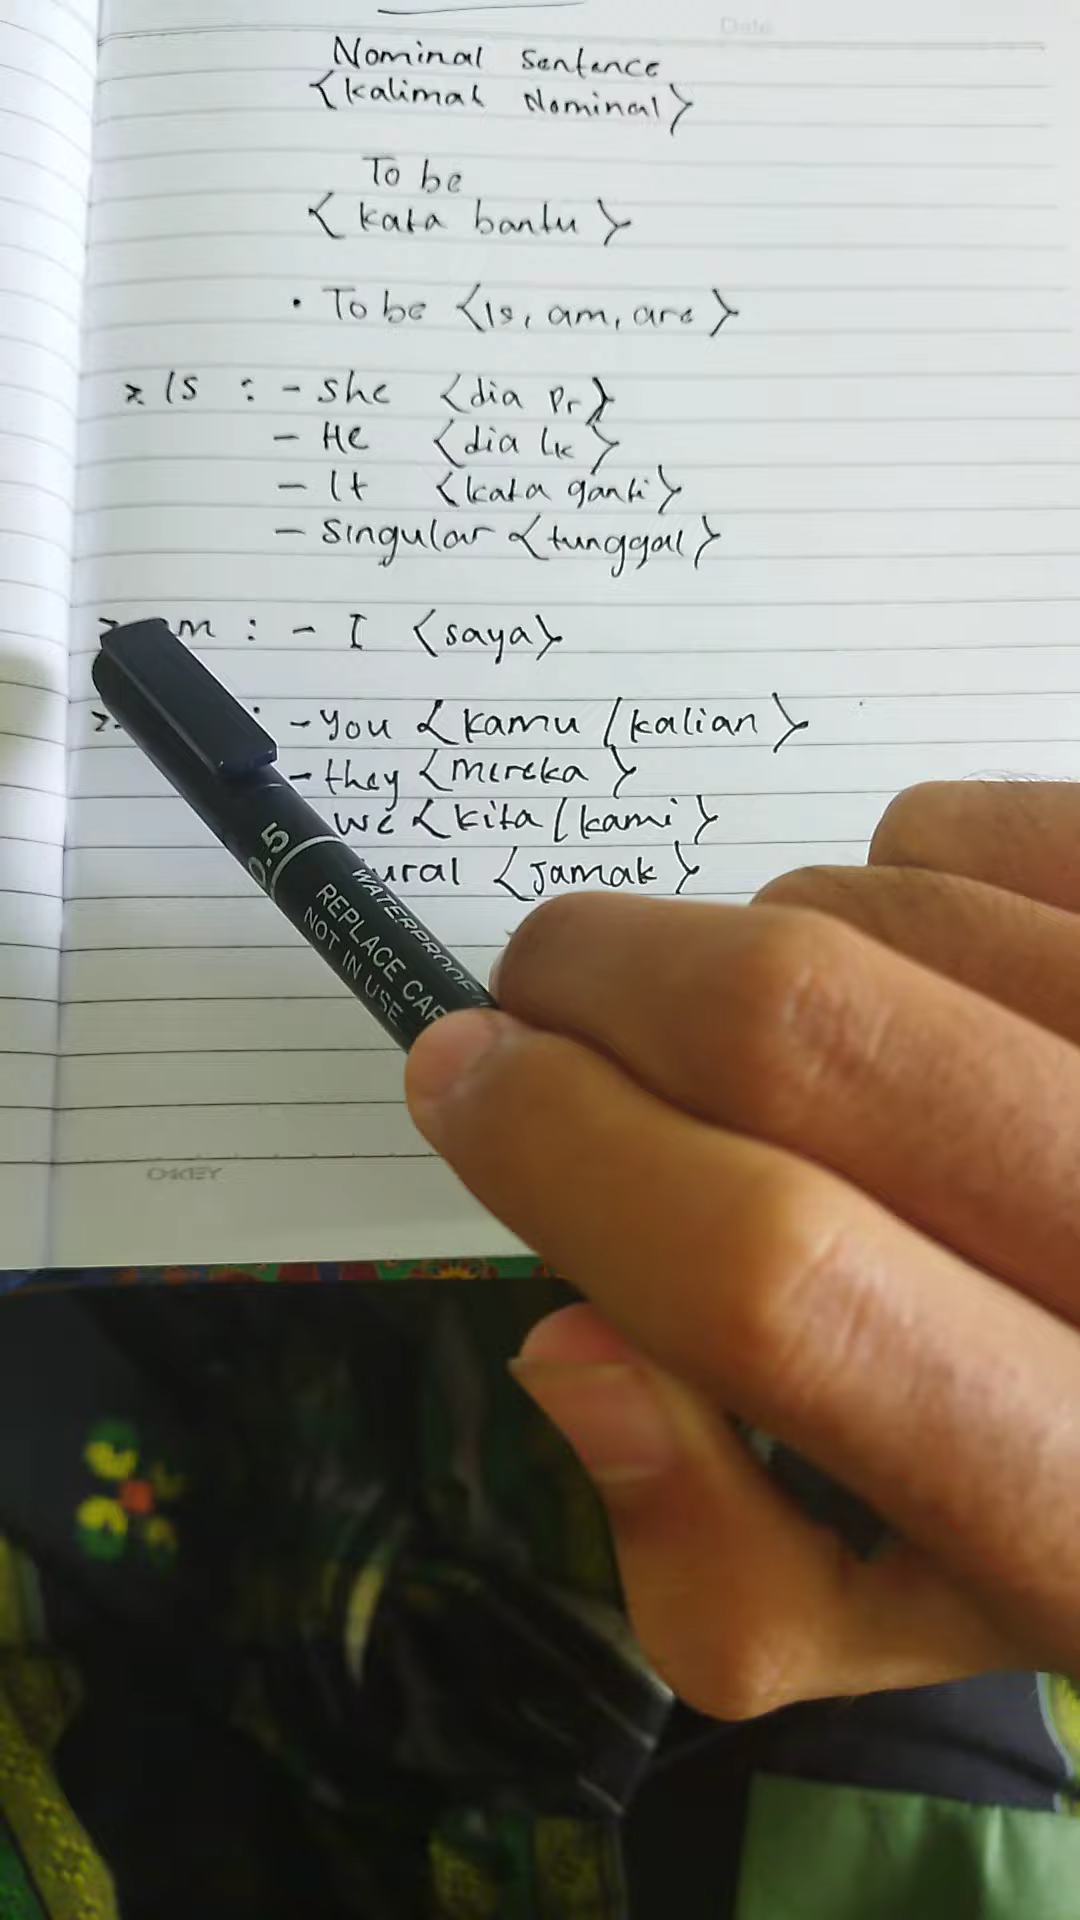 Date
Nominal Sentence
<kalimat Nominal>
To be
< kata bantu >
• To be <is, am, are >
is : - she <dia Pr>
- He <dia Lk >
- It <kata ganti>
- Singular <tunggal>
: - I <saya>
: - You < kamu / kalian >
- they < mereka >
we < kita / kami >
< Jamak >
0.5
WATERPROOF
REPLACE CAP
NOT IN USE
OKEY